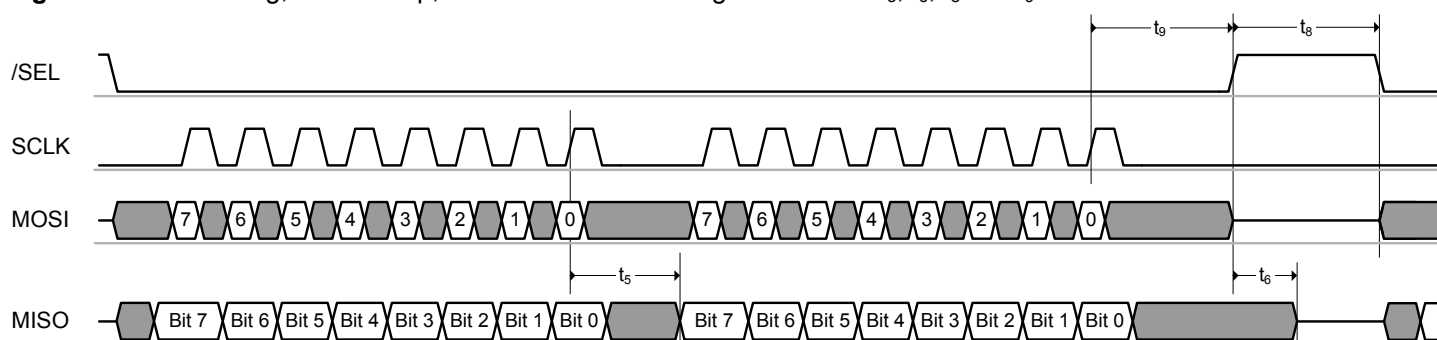 t₉ t₈
/SEL
SCLK
MOSI 7 6 5 4 3 2 1 0 7 6 5 4 3 2 1 0
t₅ t₆
MISO Bit 7 Bit 6 Bit 5 Bit 4 Bit 3 Bit 2 Bit 1 Bit 0 Bit 7 Bit 6 Bit 5 Bit 4 Bit 3 Bit 2 Bit 1 Bit 0